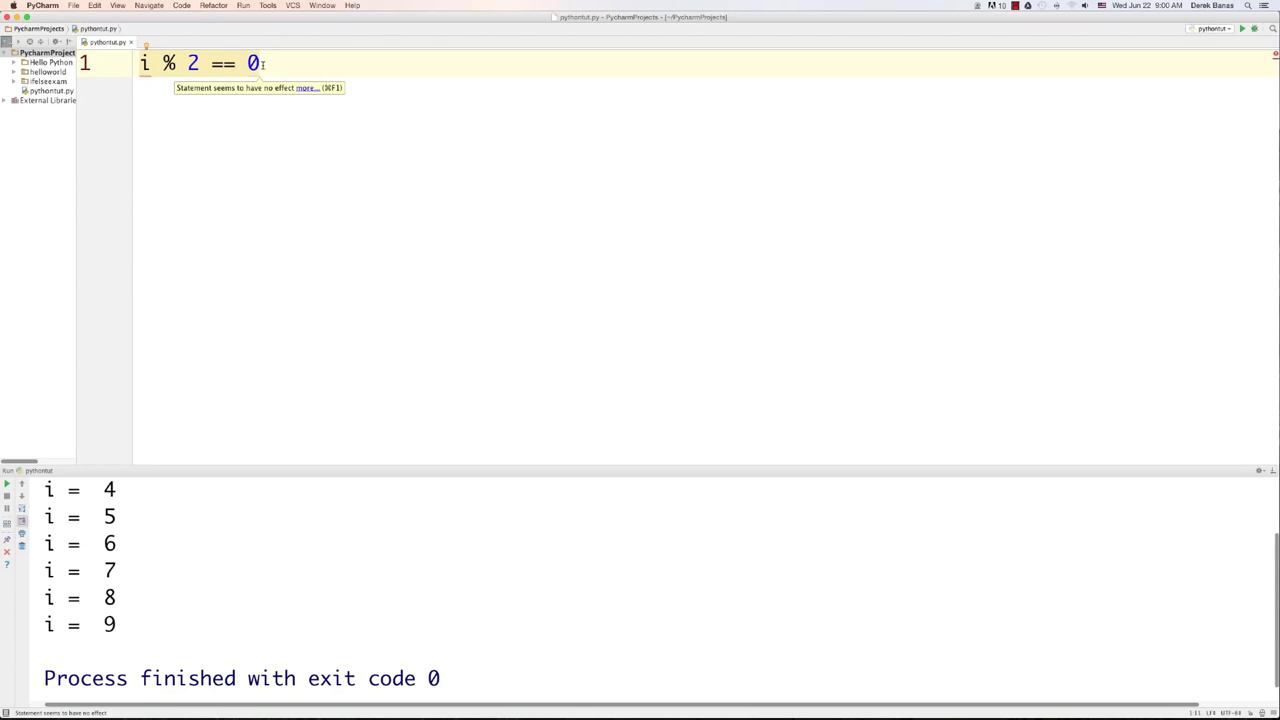 PyCharm File Edit View Navigate Code Refactor Run Tools VCS Window Help
10 Wed Jun 22 9:00 AM Derek Banas
pythontut.py - PycharmProjects - [~/PycharmProjects]
PycharmProjects pythontut.py
pythontut
pythontut.py
PycharmProject
Hello Python
helloworld
ifelseexam
pythontut.py
External Librarie
1 i % 2 == 0
Statement seems to have no effect more... (⌘F1)
Run pythontut
i = 4
i = 5
i = 6
i = 7
i = 8
i = 9
Process finished with exit code 0
Statement seems to have no effect
1:11 LF÷ UTF-8÷